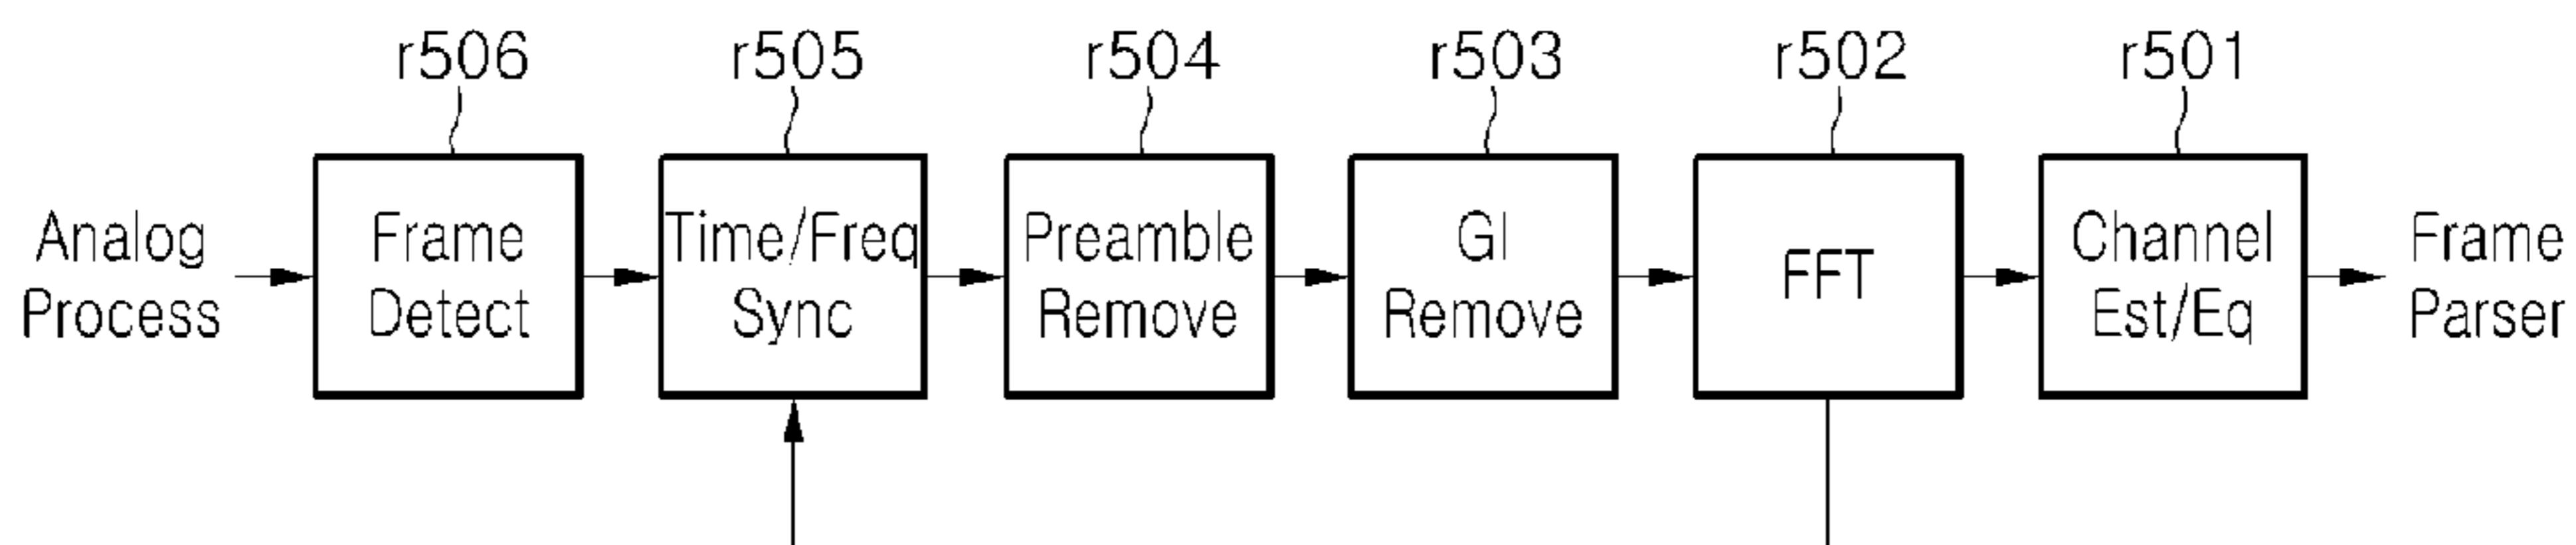 r506
r505
r504
r503
r502
r501
Analog
Process
Frame
Detect
Time/Freq
Sync
Preamble
Remove
GI
Remove
FFT
Channel
Est/Eq
Frame
Parser